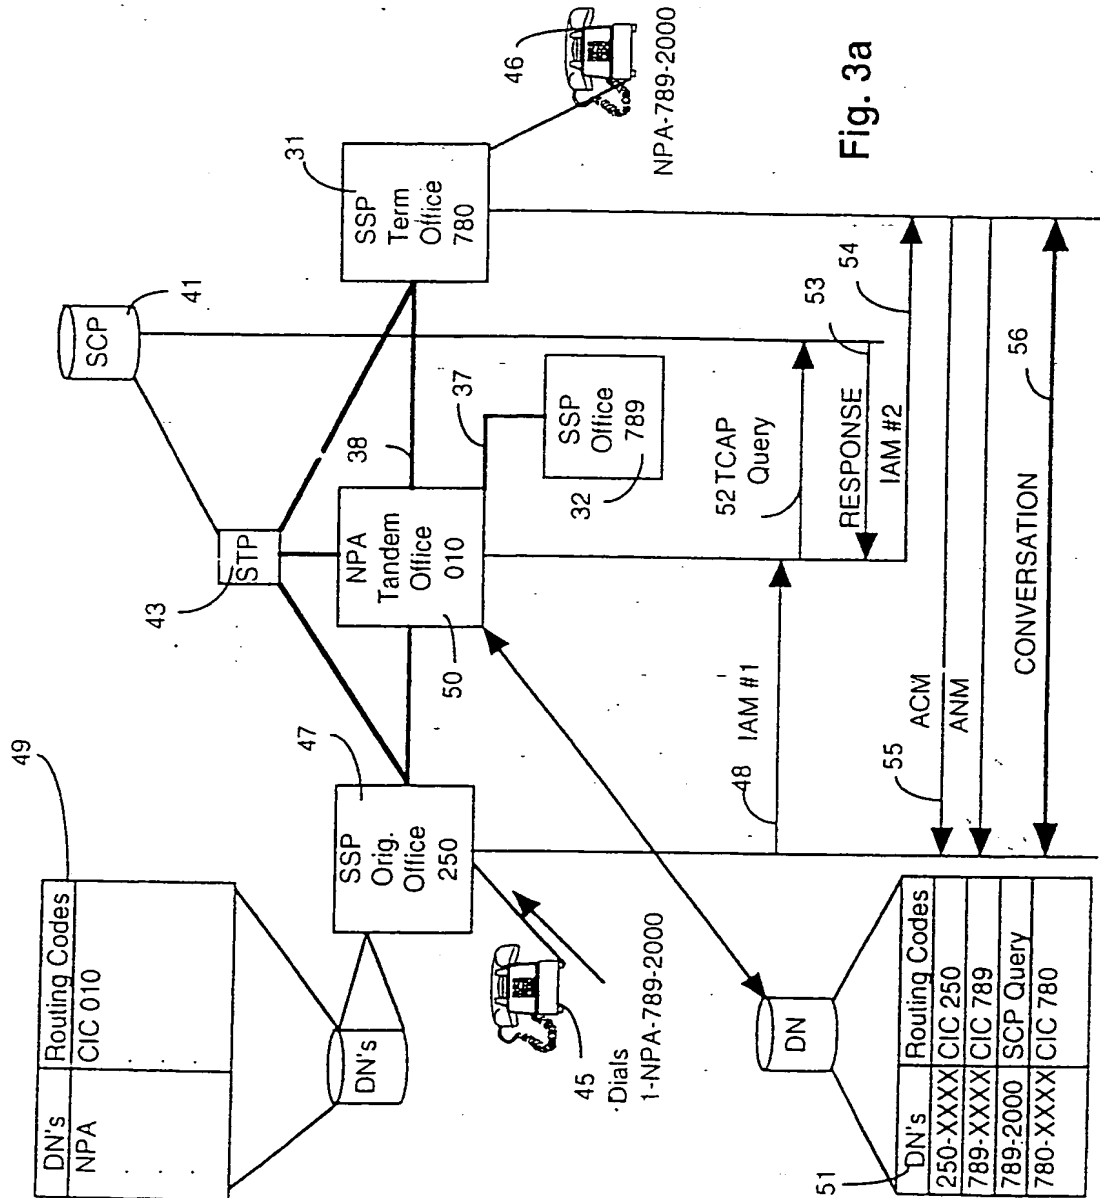 49
DN's Routing Codes
NPA CIC 010
DN's
47
SSP
Orig.
Office
250
45
·Dials
1-NPA-789-2000
43
STP
SCP
41
NPA
Tandem
Office
010
50
38
37
SSP
Office
789
32
31
SSP
Term
Office
780
46
NPA-789-2000
DN
51
DN's Routing Codes
250-XXXX CIC 250
789-XXXX CIC 789
789-2000 SCP Query
780-XXXX CIC 780
48 IAM #1
52 TCAP
Query
RESPONSE
53
IAM #2
54
55
ACM
ANM
CONVERSATION
56
Fig. 3a